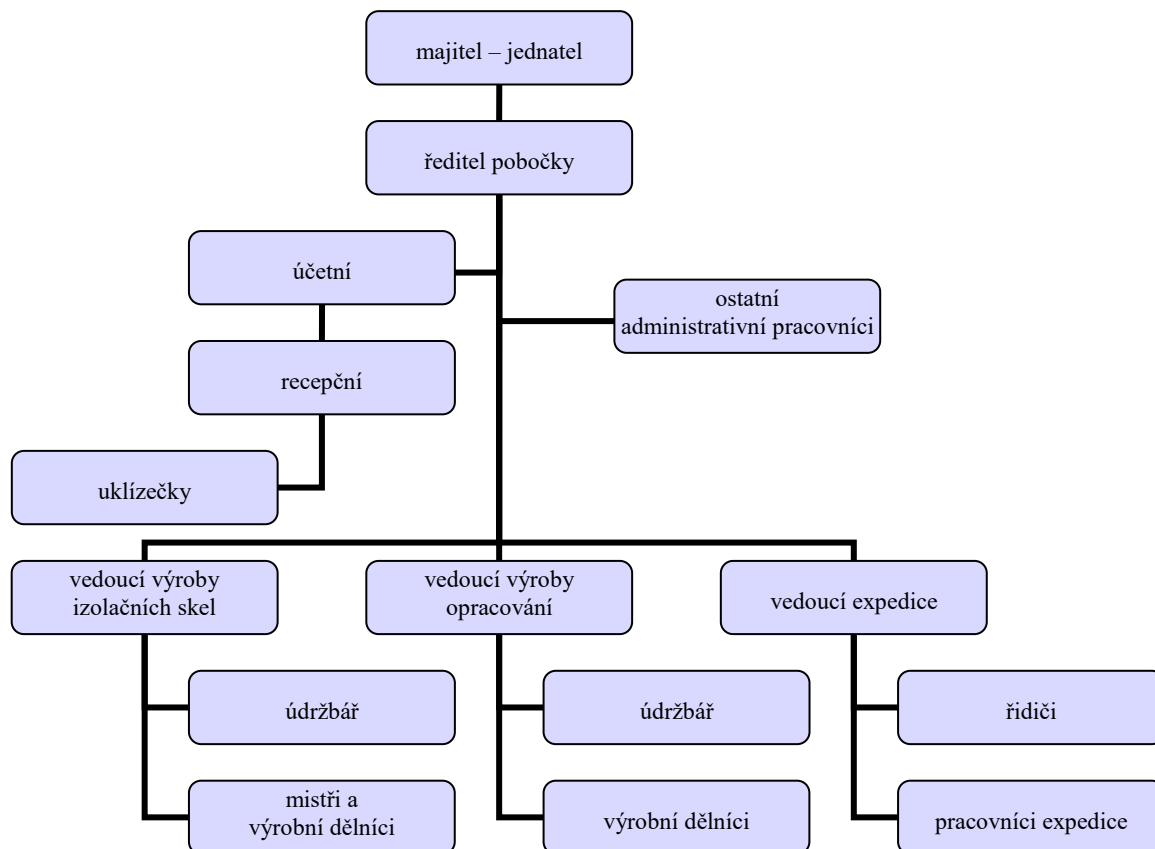 majitel – jednatel
ředitel pobočky
účetní
ostatní
administrativní pracovníci
recepční
uklízečky
vedoucí výroby
izolačních skel
vedoucí výroby
opracování
vedoucí expedice
údržbář
údržbář
řidiči
mistři a
výrobní dělníci
výrobní dělníci
pracovníci expedice